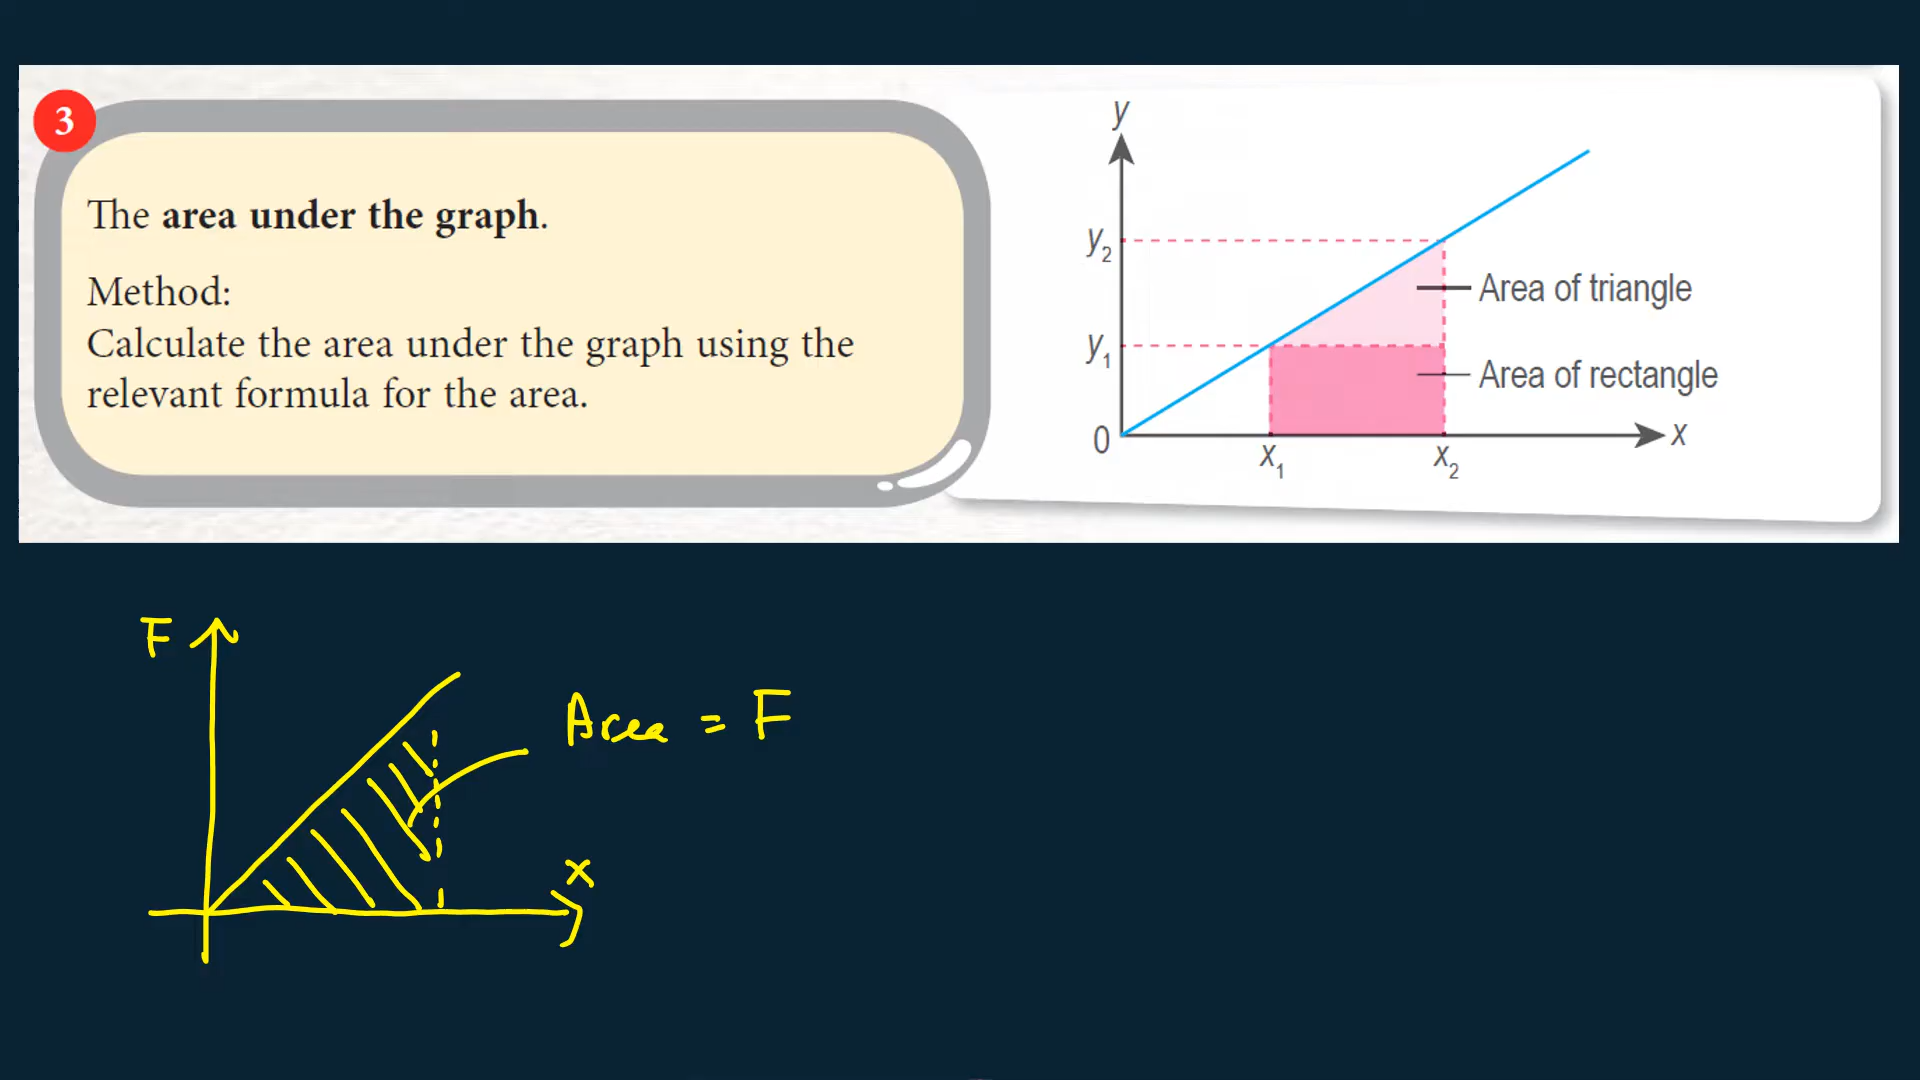 3
The area under the graph.
Method:
Calculate the area under the graph using the
relevant formula for the area.
y
y2
y1
0
x1
x2
x
Area of triangle
Area of rectangle
F
Area = F
x